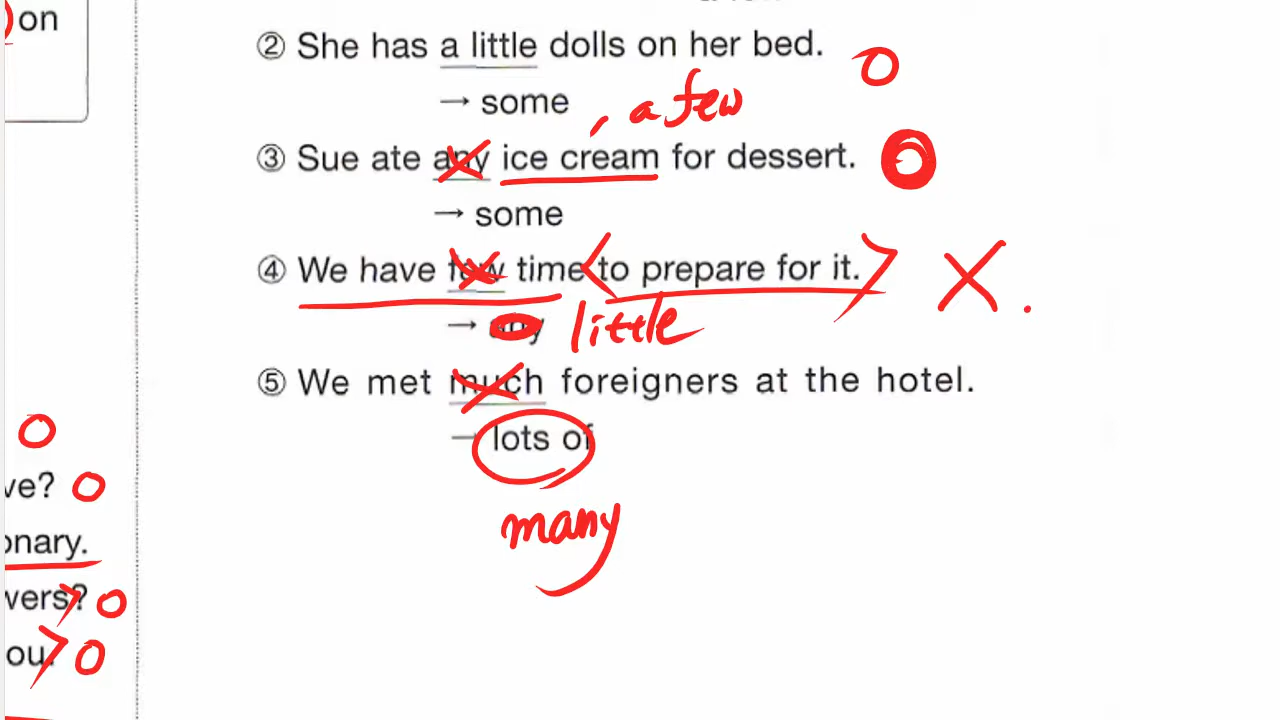 on
② She has a little dolls on her bed. O
→ some , a few
③ Sue ate any ice cream for dessert. O
→ some
④ We have few time <to prepare for it.> X.
→ any little
⑤ We met much foreigners at the hotel.
→ lots of
many
O
ve? O
onary.
wers?> O
ou.> O